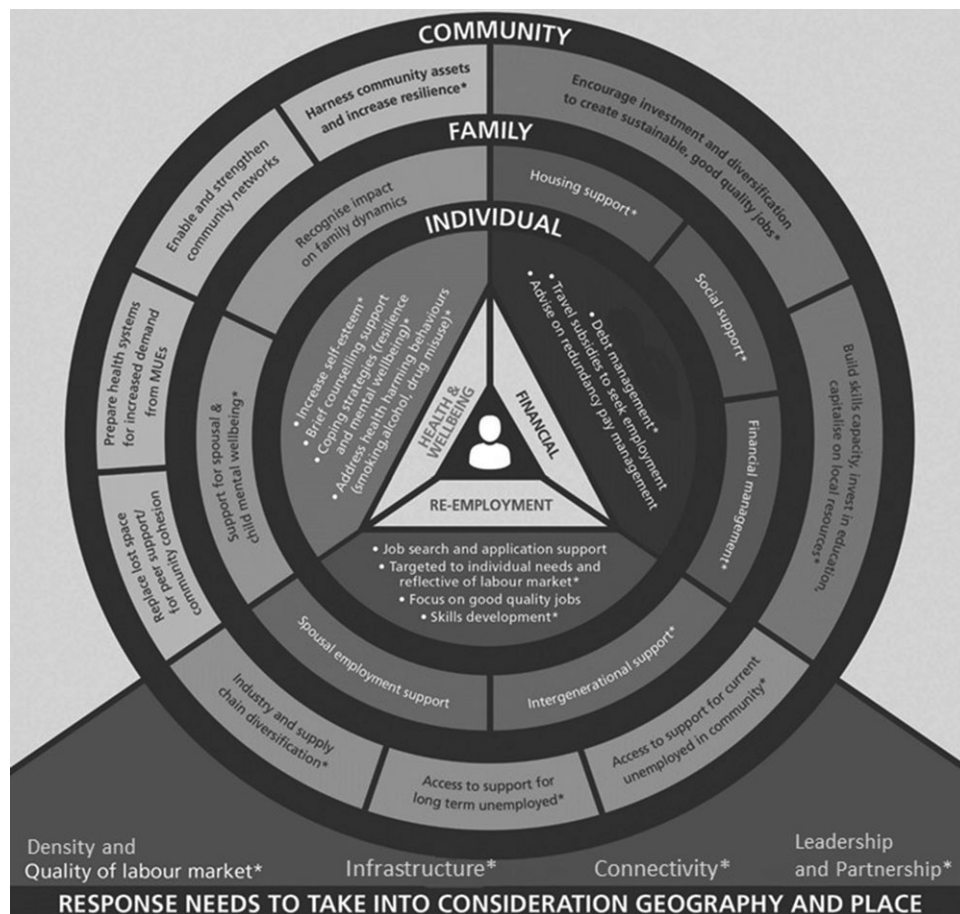 COMMUNITY
Harness community assets
and increase resilience*
Encourage investment and diversification
to create sustainable, good quality jobs*
Enable and strengthen
community networks
Prepare health systems
for increased demand
from MUEs
Replace lost space
for peer support/
community cohesion
Build skills capacity, invest in education,
capitalise on local resources*
Industry and supply
chain diversification*
Access to support for
long term unemployed*
Access to support for current
unemployed in community*
FAMILY
Recognise impact
on family dynamics
Housing support*
Social support*
Support for spousal &
child mental wellbeing*
Financial management*
Spousal employment support
Intergenerational support*
INDIVIDUAL
• Increase self-esteem*
• Brief counselling support
• Coping strategies (resilience
and mental wellbeing)*
• Address health harming behaviours
(smoking,alcohol, drug misuse)*
• Debt management*
• Travel subsidies to seek employment
• Advise on redundancy pay management
HEALTH &
WELLBEING
FINANCIAL
RE-EMPLOYMENT
• Job search and application support
• Targeted to individual needs and
reflective of labour market*
• Focus on good quality jobs
• Skills development*
Density and
Quality of labour market*
Infrastructure*
Connectivity*
Leadership
and Partnership*
RESPONSE NEEDS TO TAKE INTO CONSIDERATION GEOGRAPHY AND PLACE